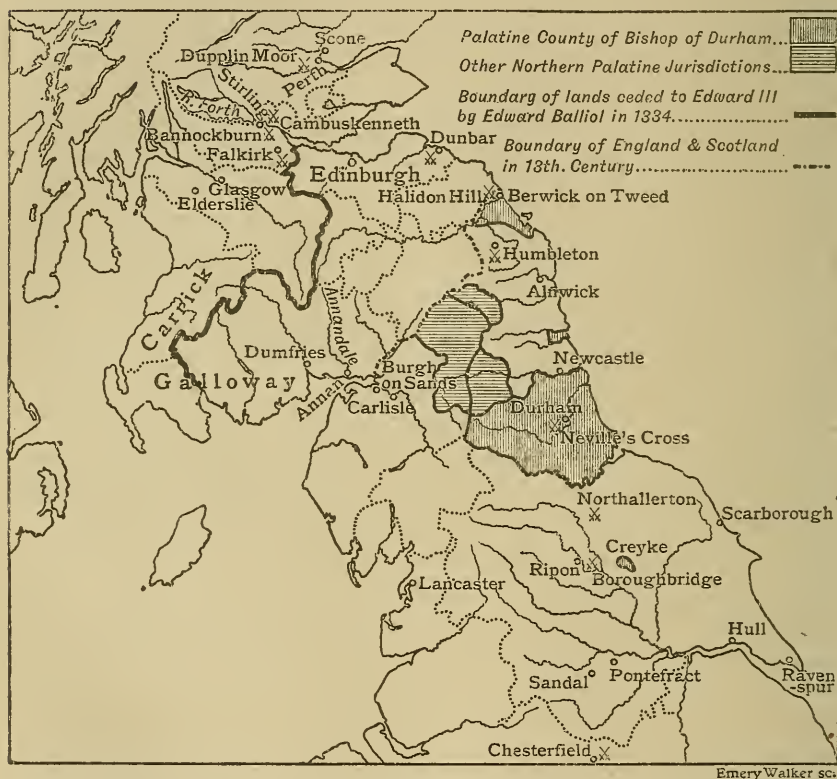 Palatine County of Bishop of Durham...
Other Northern Palatine Jurisdictions...
Boundary of lands ceded to Edward III
by Edward Balliol in 1334...
Boundary of England & Scotland
in 13th. Century...
Scone
Dupplin Moor
Perth
Stirling
R. Forth
Cambuskenneth
Bannockburn
Dunbar
Falkirk
Edinburgh
Glasgow
Elderslie
Halidon Hill
Berwick on Tweed
Humbleton
Alnwick
Carrick
Annandale
Dumfries
Galloway
Newcastle
Burgh
on Sands
Annan
Carlisle
Durham
Neville's Cross
Northallerton
Scarborough
Creyke
Ripon
Boroughbridge
Lancaster
Hull
Raven
-spur
Sandal
Pontefract
Chesterfield
Emery Walker sc.